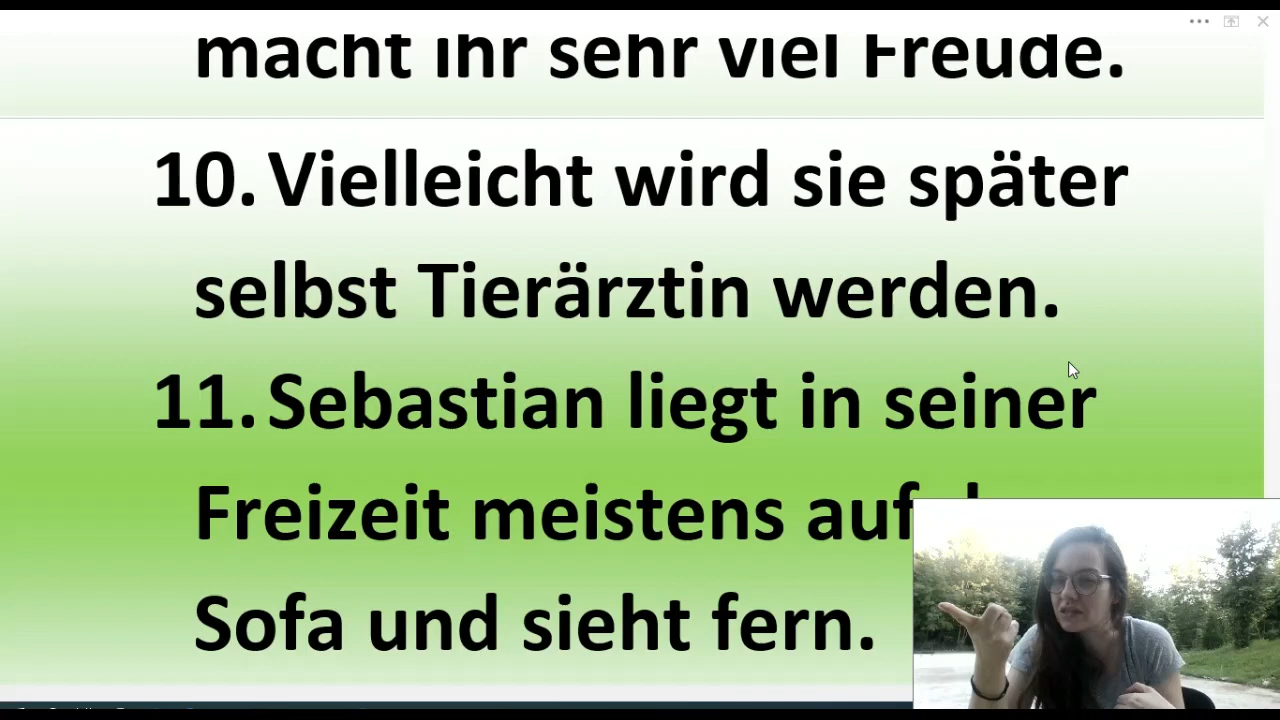 macht ihr sehr viel Freude.
10. Vielleicht wird sie später
selbst Tierärztin werden.
11. Sebastian liegt in seiner
Freizeit meistens auf
Sofa und sieht fern.